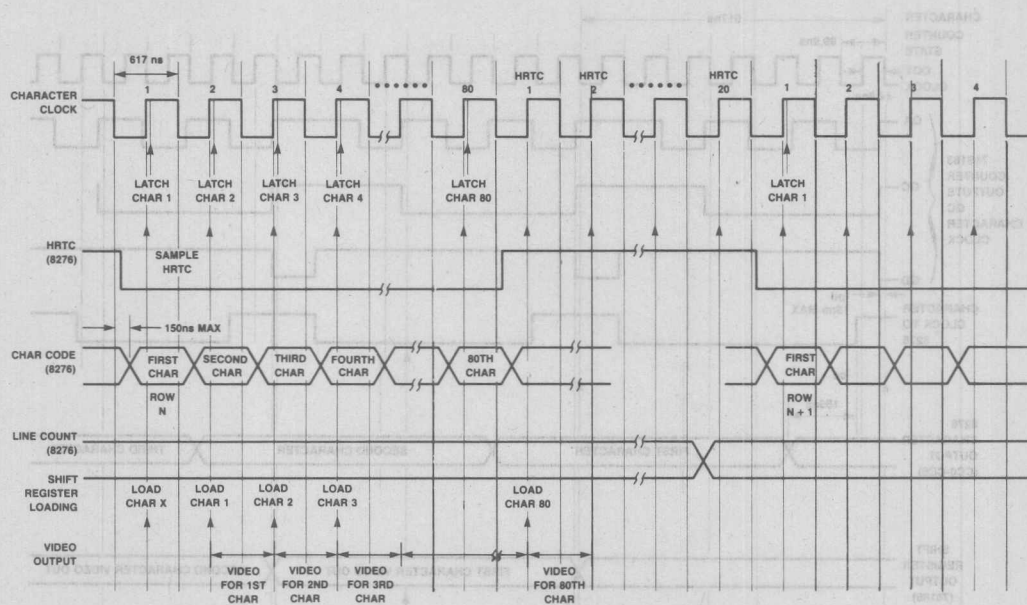 617 ns
HRTC HRTC HRTC
1 2 3 4 80 1 2 20 1 2 3 4
CHARACTER
CLOCK
LATCH
CHAR 1
LATCH
CHAR 2
LATCH
CHAR 3
LATCH
CHAR 4
LATCH
CHAR 80
LATCH
CHAR 1
HRTC
(8276)
SAMPLE
HRTC
150ns MAX
CHAR CODE
(8276)
FIRST
CHAR
SECOND
CHAR
THIRD
CHAR
FOURTH
CHAR
80TH
CHAR
FIRST
CHAR
ROW
N
ROW
N + 1
LINE COUNT
(8276)
SHIFT
REGISTER
LOADING
LOAD
CHAR X
LOAD
CHAR 1
LOAD
CHAR 2
LOAD
CHAR 3
LOAD
CHAR 80
VIDEO
OUTPUT
VIDEO
FOR 1ST
CHAR
VIDEO
FOR 2ND
CHAR
VIDEO
FOR 3RD
CHAR
VIDEO
FOR 80TH
CHAR